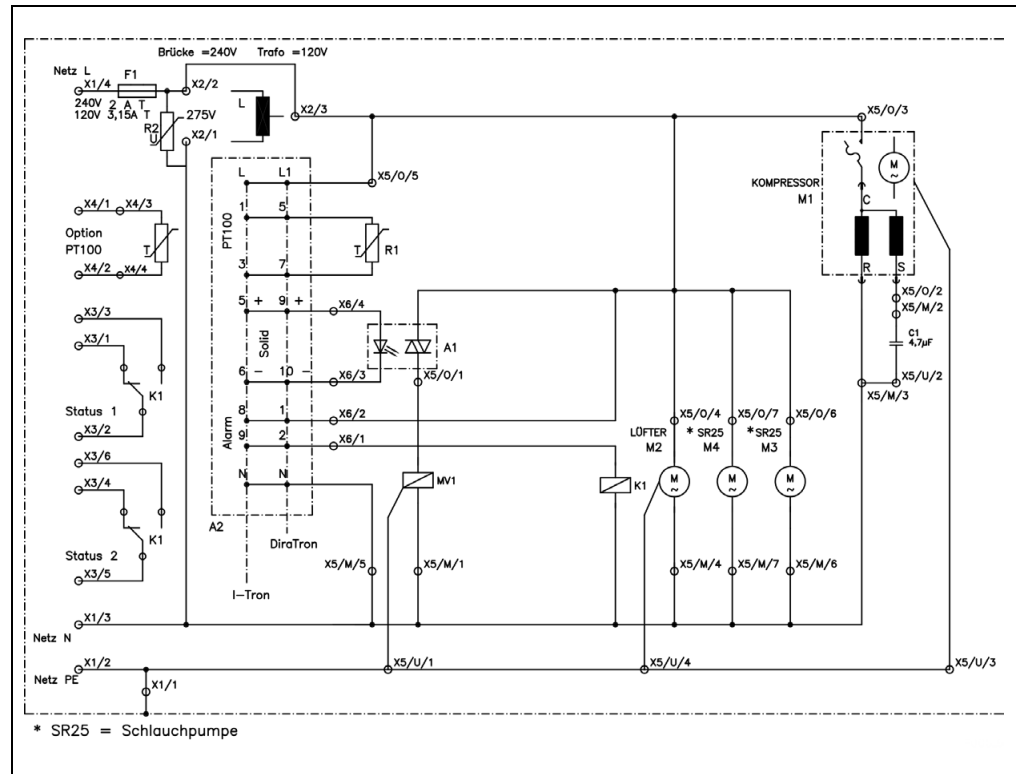 Brücke =240V Trafo =120V
Netz L
X1/4
F1
X2/2
240V 2 A T
120V 3,15A T
R2
U
275V
X2/1
L
X2/3
X5/0/3
X5/0/5
L L1
1 5
PT100
3 7
5 + 9 +
Solid
6 − 10 −
8 1
Alarm
9 2
N N
A2
DiraTron
I-Tron
T R1
X4/1 X4/3
Option
PT100
T
X4/2 X4/4
X3/3
X3/1
K1
Status 1
X3/2
X3/6
X3/4
K1
Status 2
X3/5
X6/4
A1
X6/3
X5/0/1
X6/2
X6/1
MV1
K1
KOMPRESSOR
M1
M
~
C
R S
X5/0/2
X5/M/2
C1
4,7µF
X5/U/2
X5/M/3
X5/0/4 X5/0/7 X5/0/6
LÜFTER
M2
* SR25
M4
* SR25
M3
M
~
M
~
M
~
X5/M/5 X5/M/1 X5/M/4 X5/M/7 X5/M/6
X1/3
Netz N
X1/2
Netz PE
X1/1
X5/U/1 X5/U/4 X5/U/3
* SR25 = Schlauchpumpe